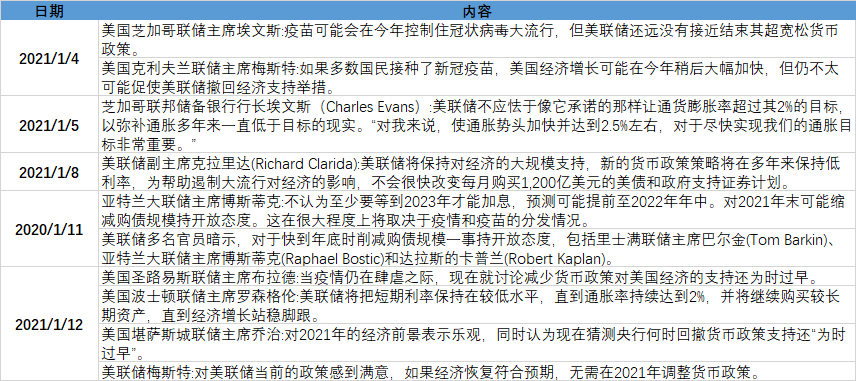 日期
内容
2021/1/4
美国芝加哥联储主席埃文斯:疫苗可能会在今年控制住冠状病毒大流行，但美联储还远没有接近结束其超宽松货币
政策。
美国克利夫兰联储主席梅斯特:如果多数国民接种了新冠疫苗，美国经济增长可能在今年稍后大幅加快，但仍不太
可能促使美联储撤回经济支持举措。
2021/1/5
芝加哥联邦储备银行行长埃文斯（Charles Evans）:美联储不应怯于像它承诺的那样让通货膨胀率超过其2%的目标，
以弥补通胀多年来一直低于目标的现实。“对我来说，使通胀势头加快并达到2.5%左右，对于尽快实现我们的通胀目
标非常重要。”
2021/1/8
美联储副主席克拉里达(Richard Clarida):美联储将保持对经济的大规模支持，新的货币政策策略将在多年来保持低
利率，为帮助遏制大流行对经济的影响，不会很快改变每月购买1,200亿美元的美债和政府支持证券计划。
2020/1/11
亚特兰大联储主席博斯蒂克:不认为至少要等到2023年才能加息，预测可能提前至2022年年中。对2021年末可能缩
减购债规模持开放态度。这在很大程度上将取决于疫情和疫苗的分发情况。
美联储多名官员暗示，对于快到年底时削减购债规模一事持开放态度，包括里士满联储主席巴尔金(Tom Barkin)、
亚特兰大联储主席博斯蒂克(Raphael Bostic)和达拉斯的卡普兰(Robert Kaplan)。
2021/1/12
美国圣路易斯联储主席布拉德:当疫情仍在肆虐之际，现在就讨论减少货币政策对美国经济的支持还为时过早。
美国波士顿联储主席罗森格伦:美联储将把短期利率保持在较低水平，直到通胀率持续达到2%，并将继续购买较长
期资产，直到经济增长站稳脚跟。
美国堪萨斯城联储主席乔治:对2021年的经济前景表示乐观，同时认为现在猜测央行何时回撤货币政策支持还“为时
过早”。
美联储梅斯特:对美联储当前的政策感到满意，如果经济恢复符合预期，无需在2021年调整货币政策。